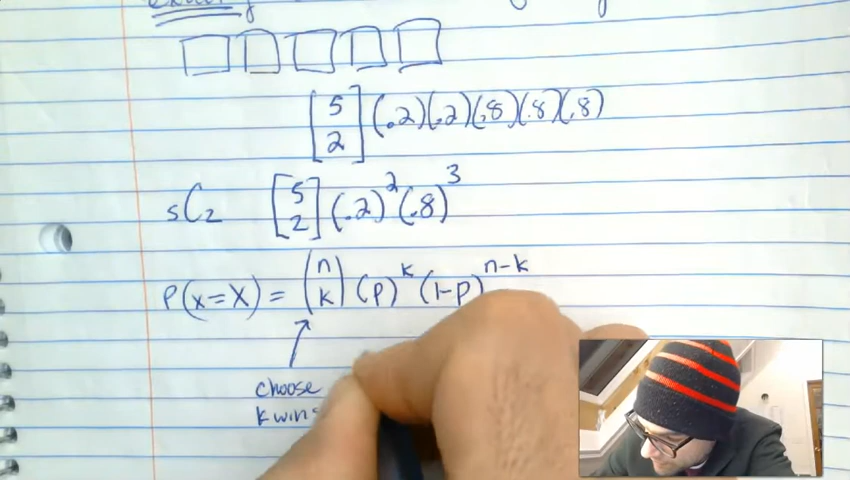 [5 2] (.2)(.2)(.8)(.8)(.8)
5C2 [5 2] (.2)^2 (.8)^3
P(x=X) = (n k) (p)^k (1-p)^n-k
choose
k wins